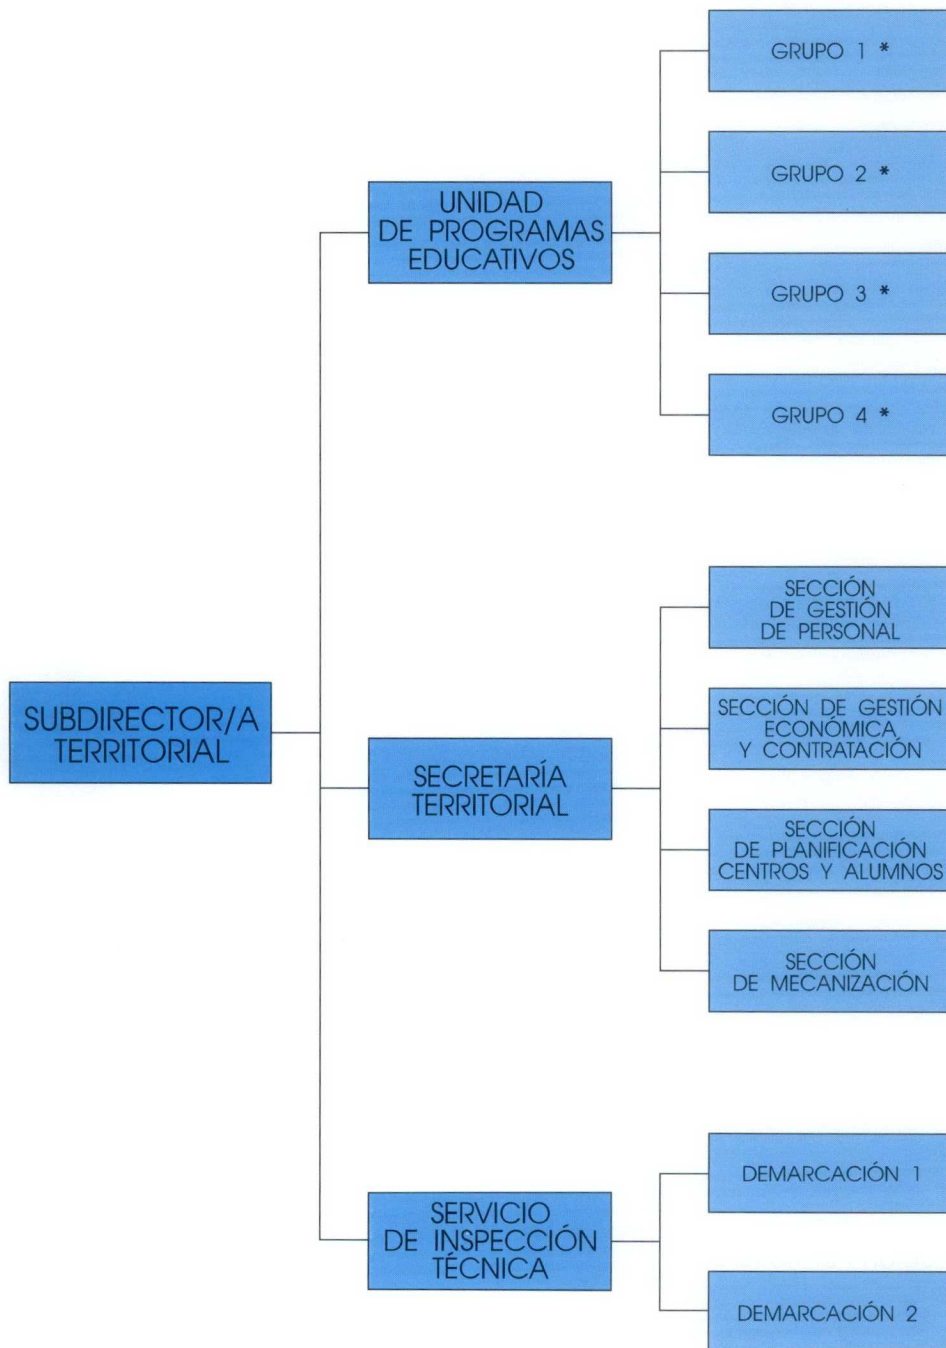 SUBDIRECTOR/A
TERRITORIAL
UNIDAD
DE PROGRAMAS
EDUCATIVOS
GRUPO 1 *
GRUPO 2 *
GRUPO 3 *
GRUPO 4 *
SECRETARÍA
TERRITORIAL
SECCIÓN
DE GESTIÓN
DE PERSONAL
SECCIÓN DE GESTIÓN
ECONÓMICA
Y CONTRATACIÓN
SECCIÓN
DE PLANIFICACIÓN
CENTROS Y ALUMNOS
SECCIÓN
DE MECANIZACIÓN
SERVICIO
DE INSPECCIÓN
TÉCNICA
DEMARCACIÓN 1
DEMARCACIÓN 2